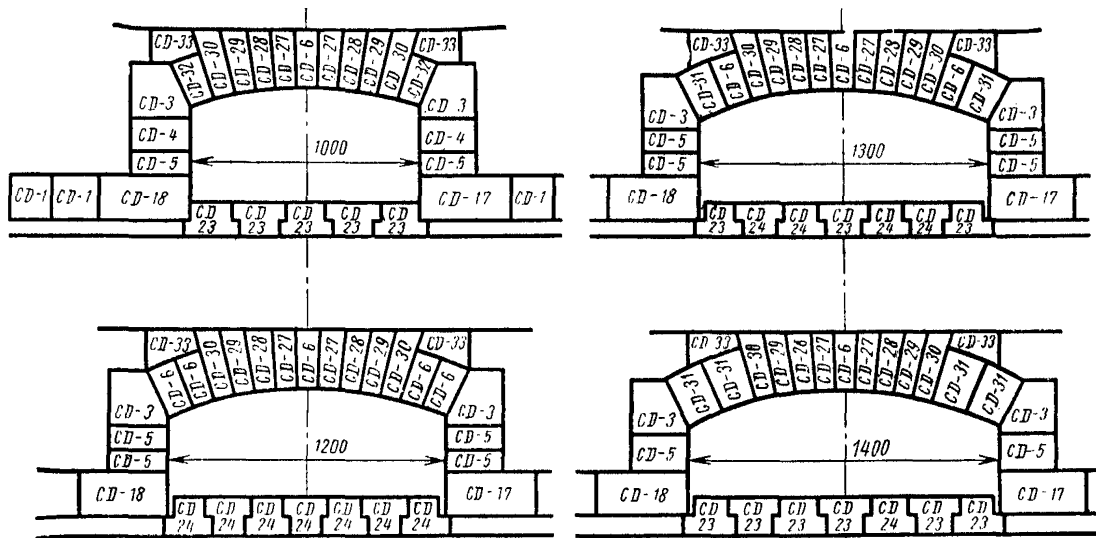 CD-33 CD-30 CD-29 CD-28 CD-27 CD-6 CD-27 CD-28 CD-29 CD-30 CD-33
CD-32 CD-32
CD-3 CD-3
CD-4 CD-4
CD-5 CD-5
1000
CD-1 CD-1 CD-18 CD-17 CD-1
CD 23 CD 23 CD 23 CD 23 CD 23
CD-33 CD-30 CD-29 CD-28 CD-27 CD-6 CD-27 CD-28 CD-29 CD-30 CD-33
CD-31 CD-6 CD-6 CD-31
CD-3 CD-3
CD-5 CD-5
CD-5 CD-5
1300
CD-18 CD-17
CD 23 CD 24 CD 24 CD 23 CD 24 CD 24 CD 23
CD-33 CD-30 CD-29 CD-28 CD-27 CD-6 CD-27 CD-28 CD-29 CD-30 CD-33
CD-6 CD-6 CD-6 CD-6
CD-3 CD-3
CD-5 CD-5
CD-5 CD-5
1200
CD-18 CD-17
CD 24 CD 24 CD 24 CD 24 CD 24 CD 24 CD 24
CD-33 CD-30 CD-29 CD-28 CD-27 CD-6 CD-27 CD-28 CD-29 CD-30 CD-33
CD-31 CD-31 CD-31 CD-31
CD-3 CD-3
CD-5 CD-5
1400
CD-18 CD-17
CD 23 CD 23 CD 23 CD 23 CD 24 CD 23 CD 23